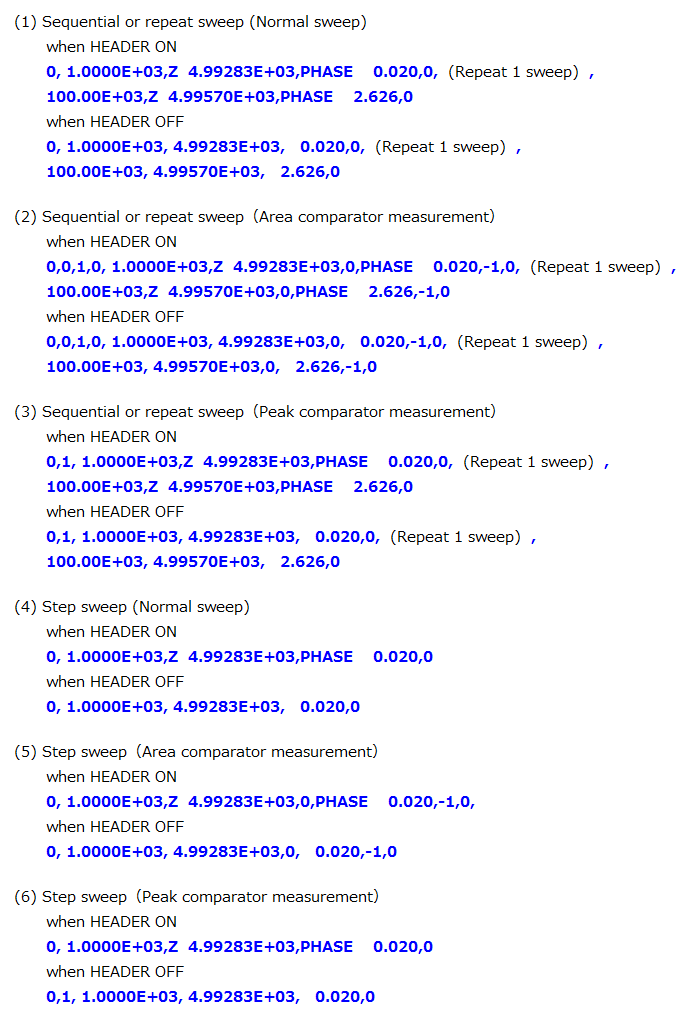 (1) Sequential or repeat sweep (Normal sweep)
when HEADER ON
0, 1.0000E+03,Z  4.99283E+03,PHASE    0.020,0,  (Repeat 1 sweep)  ,
100.00E+03,Z  4.99570E+03,PHASE    2.626,0
when HEADER OFF
0, 1.0000E+03, 4.99283E+03,   0.020,0,  (Repeat 1 sweep)  ,
100.00E+03, 4.99570E+03,   2.626,0
(2) Sequential or repeat sweep（Area comparator measurement）
when HEADER ON
0,0,1,0, 1.0000E+03,Z  4.99283E+03,0,PHASE    0.020,-1,0,  (Repeat 1 sweep)  ,
100.00E+03,Z  4.99570E+03,0,PHASE    2.626,-1,0
when HEADER OFF
0,0,1,0, 1.0000E+03, 4.99283E+03,0,   0.020,-1,0,  (Repeat 1 sweep)  ,
100.00E+03, 4.99570E+03,0,   2.626,-1,0
(3) Sequential or repeat sweep（Peak comparator measurement）
when HEADER ON
0,1, 1.0000E+03,Z  4.99283E+03,PHASE    0.020,0,  (Repeat 1 sweep)  ,
100.00E+03,Z  4.99570E+03,PHASE    2.626,0
when HEADER OFF
0,1, 1.0000E+03, 4.99283E+03,   0.020,0,  (Repeat 1 sweep)  ,
100.00E+03, 4.99570E+03,   2.626,0
(4) Step sweep (Normal sweep)
when HEADER ON
0, 1.0000E+03,Z  4.99283E+03,PHASE    0.020,0
when HEADER OFF
0, 1.0000E+03, 4.99283E+03,   0.020,0
(5) Step sweep（Area comparator measurement）
when HEADER ON
0, 1.0000E+03,Z  4.99283E+03,0,PHASE    0.020,-1,0,
when HEADER OFF
0, 1.0000E+03, 4.99283E+03,0,   0.020,-1,0
(6) Step sweep（Peak comparator measurement）
when HEADER ON
0, 1.0000E+03,Z  4.99283E+03,PHASE    0.020,0
when HEADER OFF
0,1, 1.0000E+03, 4.99283E+03,   0.020,0